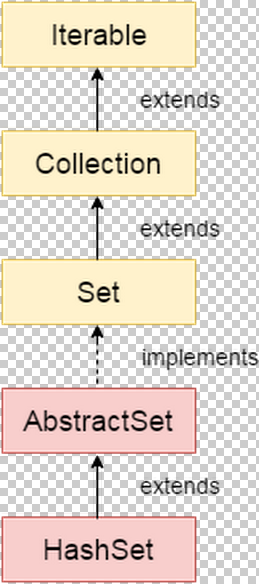 Iterable
extends
Collection
extends
Set
implements
AbstractSet
extends
HashSet